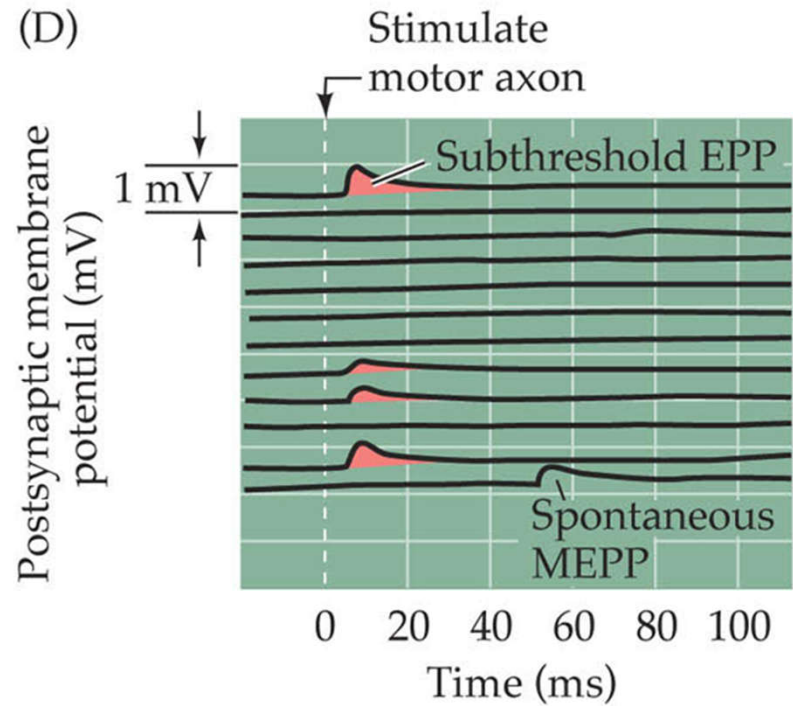 (D)
Stimulate
motor axon
Subthreshold EPP
1 mV
Postsynaptic membrane
potential (mV)
Spontaneous
MEPP
0 20 40 60 80 100
Time (ms)